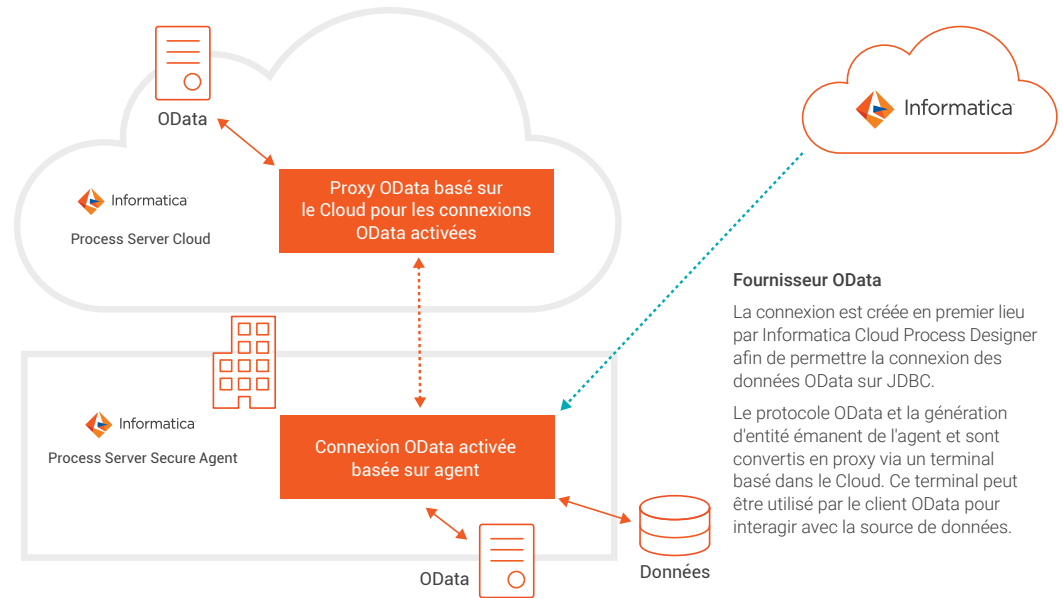 OData
Informatica
Proxy OData basé sur
le Cloud pour les connexions
OData activées
Informatica
Process Server Cloud
Fournisseur OData
La connexion est créée en premier lieu
par Informatica Cloud Process Designer
afin de permettre la connexion des
données OData sur JDBC.
Le protocole OData et la génération
d'entité émanent de l'agent et sont
convertis en proxy via un terminal
basé dans le Cloud. Ce terminal peut
être utilisé par le client OData pour
interagir avec la source de données.
Informatica
Process Server Secure Agent
Connexion OData activée
basée sur agent
OData
Données